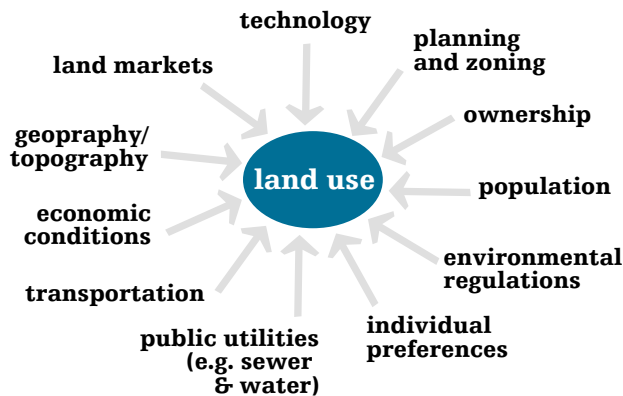 technology
planning
and zoning
land markets
ownership
geopraphy/
topography
land use
population
economic
conditions
environmental
regulations
transportation
individual
preferences
public utilities
(e.g. sewer
& water)